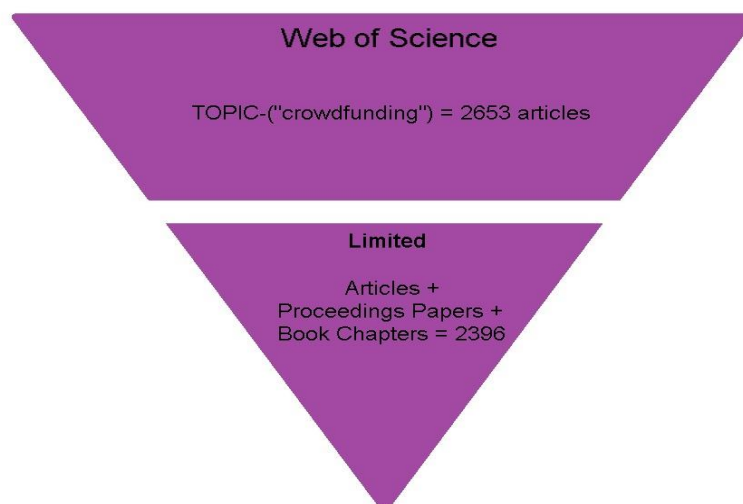 Web of Science
TOPIC-("crowdfunding") = 2653 articles
Limited
Articles +
Proceedings Papers +
Book Chapters = 2396